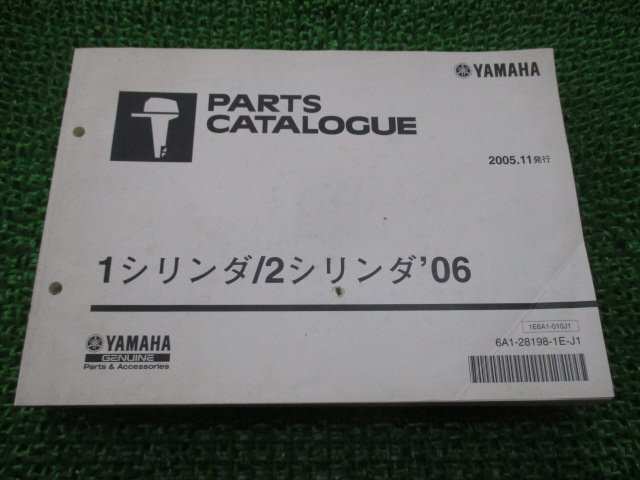 YAMAHA
PARTS
CATALOGUE
2005.11発行
1シリンダ/2シリンダ'06
YAMAHA
GENUINE
Parts & Accessories
1E6A1-010J1
6A1-28198-1E-J1